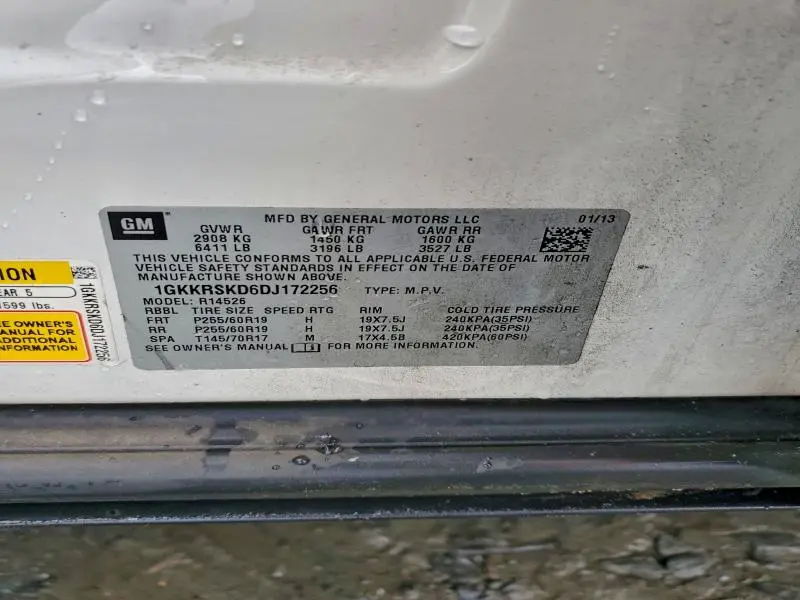 GM
MFD BY GENERAL MOTORS LLC 01/13
GVWR GAWR FRT GAWR RR
2908 KG 1450 KG 1600 KG
6411 LB 3196 LB 3527 LB
THIS VEHICLE CONFORMS TO ALL APPLICABLE U.S. FEDERAL MOTOR
VEHICLE SAFETY STANDARDS IN EFFECT ON THE DATE OF
MANUFACTURE SHOWN ABOVE.
1GKKRSKD6DJ172256 TYPE: M.P.V.
MODEL: R14526
RBBL TIRE SIZE SPEED RTG RIM COLD TIRE PRESSURE
FRT P255/60R19 H 19X7.5J 240KPA(35PSI)
RR P255/60R19 H 19X7.5J 240KPA(35PSI)
SPA T145/70R17 M 17X4.5B 420KPA(60PSI)
SEE OWNER'S MANUAL FOR MORE INFORMATION.
ION
EAR 5
599 lbs.
EE OWNER'S
ANUAL FOR
ADDITIONAL
NFORMATION
1GKKRSKD6DJ172256